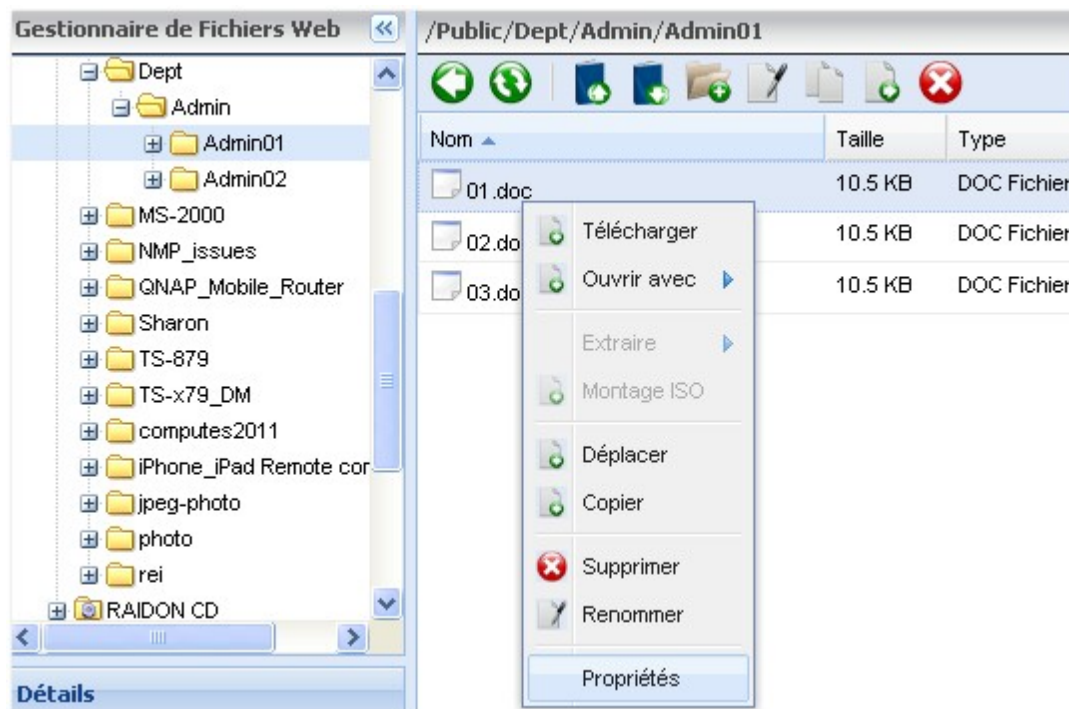 Gestionnaire de Fichiers Web
Dept
Admin
Admin01
Admin02
MS-2000
NMP_issues
QNAP_Mobile_Router
Sharon
TS-879
TS-x79_DM
computes2011
iPhone_iPad Remote cor
jpeg-photo
photo
rei
RAIDON CD
Détails
/Public/Dept/Admin/Admin01
Nom Taille Type
01.doc 10.5 KB DOC Fichier
02.do 10.5 KB DOC Fichier
03.do 10.5 KB DOC Fichier
Télécharger
Ouvrir avec
Extraire
Montage ISO
Déplacer
Copier
Supprimer
Renommer
Propriétés